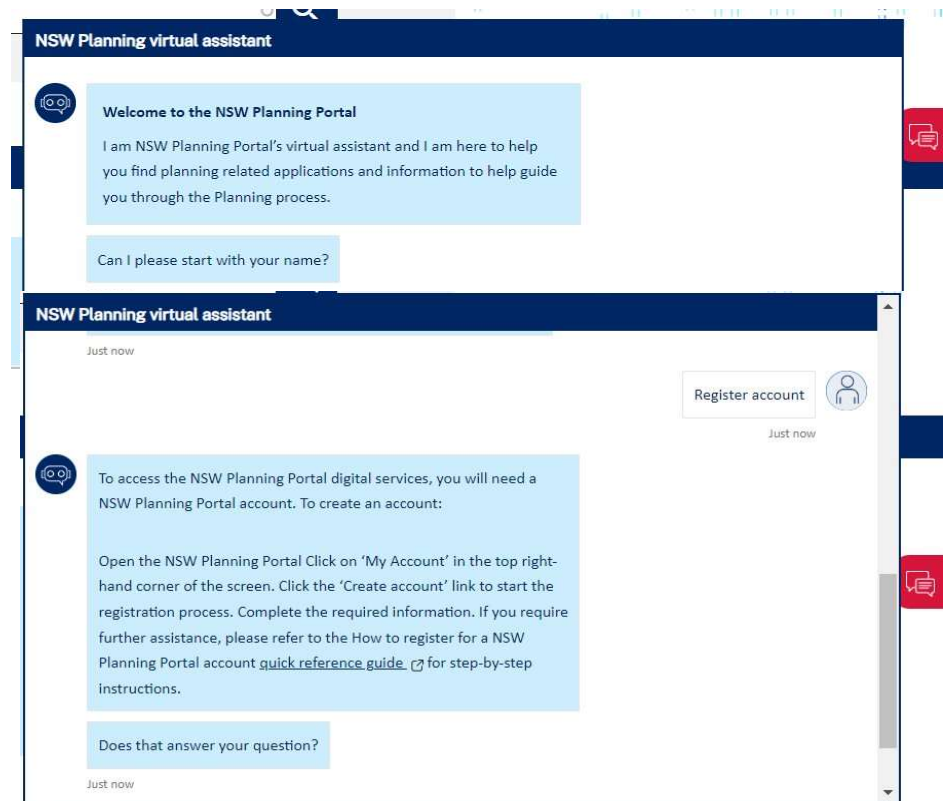 NSW Planning virtual assistant
Welcome to the NSW Planning Portal
I am NSW Planning Portal’s virtual assistant and I am here to help
you find planning related applications and information to help guide
you through the Planning process.
Can I please start with your name?
NSW Planning virtual assistant
Just now
Register account
Just now
To access the NSW Planning Portal digital services, you will need a
NSW Planning Portal account. To create an account:
Open the NSW Planning Portal Click on ‘My Account’ in the top right-
hand corner of the screen. Click the ‘Create account’ link to start the
registration process. Complete the required information. If you require
further assistance, please refer to the How to register for a NSW
Planning Portal account quick reference guide for step-by-step
instructions.
Does that answer your question?
Just now